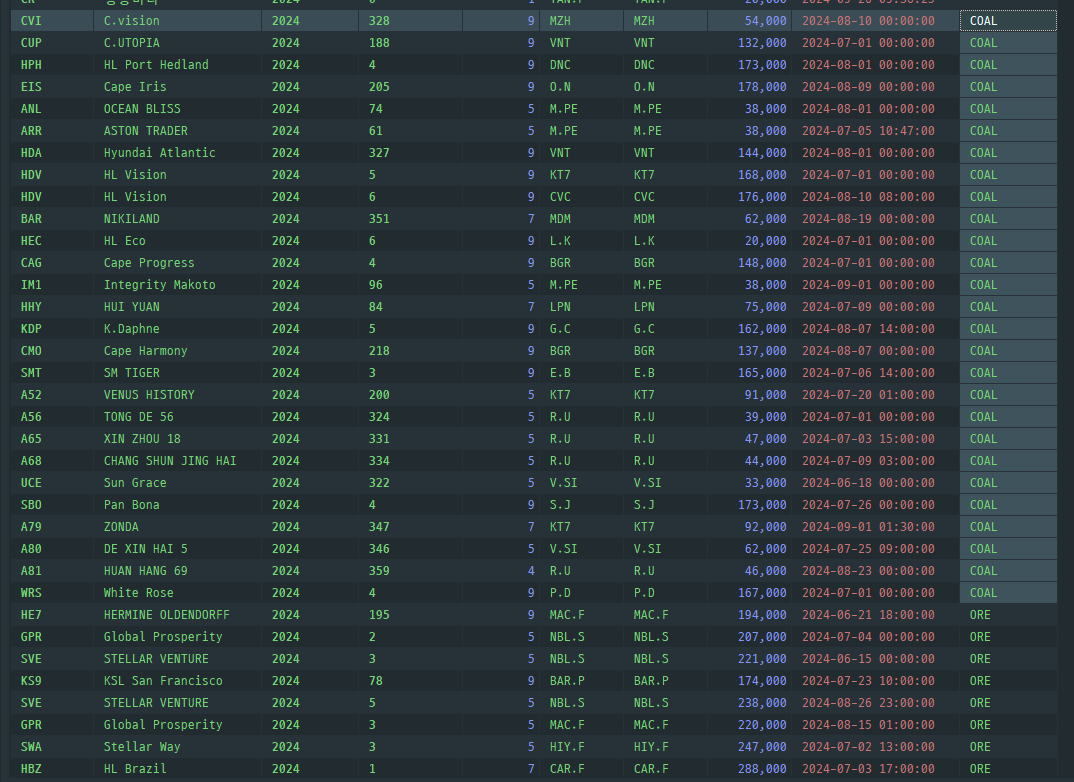 CVI C.vision 2024 328 9 MZH MZH 54,000 2024-08-10 00:00:00 COAL
CUP C.UTOPIA 2024 188 9 VNT VNT 132,000 2024-07-01 00:00:00 COAL
HPH HL Port Hedland 2024 4 9 DNC DNC 173,000 2024-07-01 00:00:00 COAL
EIS Cape Iris 2024 205 9 O.N O.N 178,000 2024-08-09 00:00:00 COAL
ANL OCEAN BLISS 2024 74 5 M.PE M.PE 38,000 2024-08-01 00:00:00 COAL
ARR ASTON TRADER 2024 61 5 M.PE M.PE 38,000 2024-07-05 10:47:00 COAL
HDA Hyundai Atlantic 2024 327 9 VNT VNT 144,000 2024-08-01 00:00:00 COAL
HDV HL Vision 2024 5 9 KT7 KT7 168,000 2024-07-01 00:00:00 COAL
HDV HL Vision 2024 6 9 CVC CVC 176,000 2024-08-10 08:00:00 COAL
BAR NIKILAND 2024 351 7 MDM MDM 62,000 2024-08-19 00:00:00 COAL
HEC HL Eco 2024 6 9 L.K L.K 20,000 2024-07-01 00:00:00 COAL
CAG Cape Progress 2024 4 9 BGR BGR 148,000 2024-07-01 00:00:00 COAL
IM1 Integrity Makoto 2024 96 5 M.PE M.PE 38,000 2024-09-01 00:00:00 COAL
HHY HUI YUAN 2024 84 7 LPN LPN 75,000 2024-07-09 00:00:00 COAL
KDP K.Daphne 2024 5 9 G.C G.C 162,000 2024-08-07 14:00:00 COAL
CMO Cape Harmony 2024 218 9 BGR BGR 137,000 2024-08-07 00:00:00 COAL
SMT SM TIGER 2024 3 9 E.B E.B 165,000 2024-07-06 14:00:00 COAL
A52 VENUS HISTORY 2024 200 5 KT7 KT7 91,000 2024-07-20 01:00:00 COAL
A56 TONG DE 56 2024 324 5 R.U R.U 39,000 2024-07-01 00:00:00 COAL
A65 XIN ZHOU 18 2024 331 5 R.U R.U 47,000 2024-07-03 15:00:00 COAL
A68 CHANG SHUN JING HAI 2024 334 5 R.U R.U 44,000 2024-07-09 03:00:00 COAL
UCE Sun Grace 2024 322 5 V.SI V.SI 33,000 2024-06-18 00:00:00 COAL
SBO Pan Bona 2024 4 9 S.J S.J 173,000 2024-07-26 00:00:00 COAL
A79 ZONDA 2024 347 7 KT7 KT7 92,000 2024-09-01 01:30:00 COAL
A80 DE XIN HAI 5 2024 346 5 V.SI V.SI 62,000 2024-07-25 09:00:00 COAL
A81 HUAN HANG 69 2024 359 4 R.U R.U 46,000 2024-08-23 00:00:00 COAL
WRS White Rose 2024 4 9 P.D P.D 167,000 2024-07-01 00:00:00 COAL
HE7 HERMINE OLDENDORFF 2024 195 9 MAC.F MAC.F 194,000 2024-06-21 18:00:00 ORE
GPR Global Prosperity 2024 2 5 NBL.S NBL.S 207,000 2024-07-04 00:00:00 ORE
SVE STELLAR VENTURE 2024 3 5 NBL.S NBL.S 221,000 2024-06-15 00:00:00 ORE
KS9 KSL San Francisco 2024 78 9 BAR.P BAR.P 174,000 2024-07-23 10:00:00 ORE
SVE STELLAR VENTURE 2024 5 5 NBL.S NBL.S 238,000 2024-08-26 23:00:00 ORE
GPR Global Prosperity 2024 3 5 MAC.F MAC.F 220,000 2024-08-15 01:00:00 ORE
SWA Stellar Way 2024 3 5 HIY.F HIY.F 247,000 2024-07-02 13:00:00 ORE
HBZ HL Brazil 2024 1 7 CAR.F CAR.F 288,000 2024-07-03 17:00:00 ORE